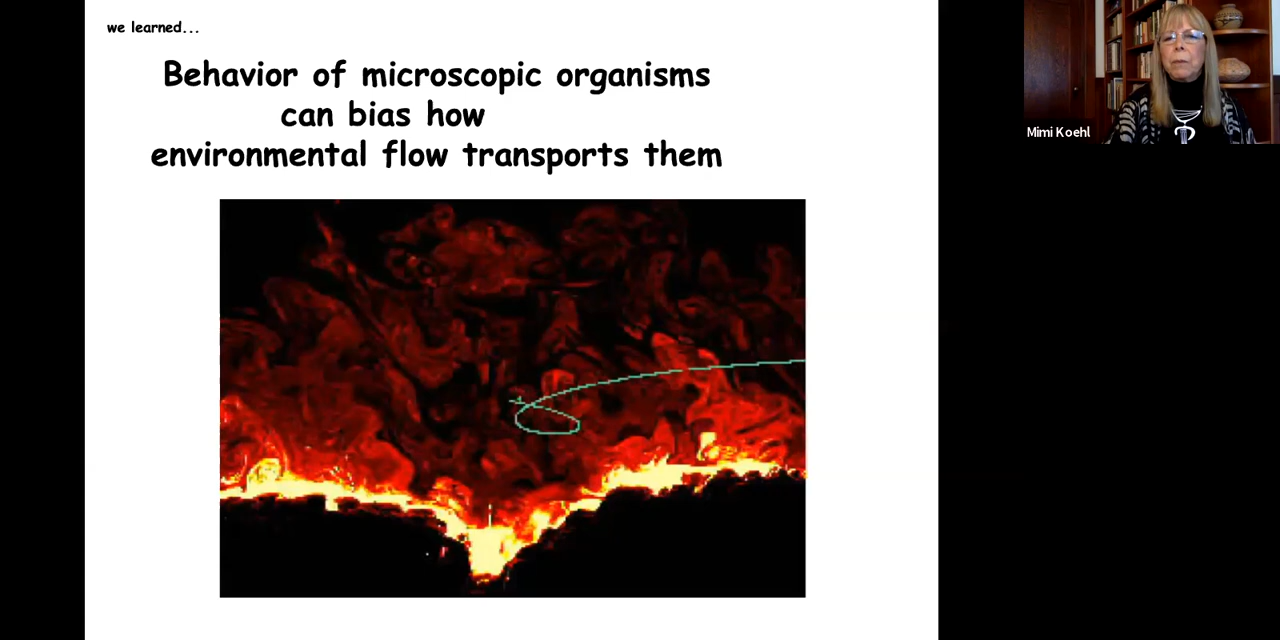 we learned...
Behavior of microscopic organisms
can bias how
environmental flow transports them
Mimi Koehl